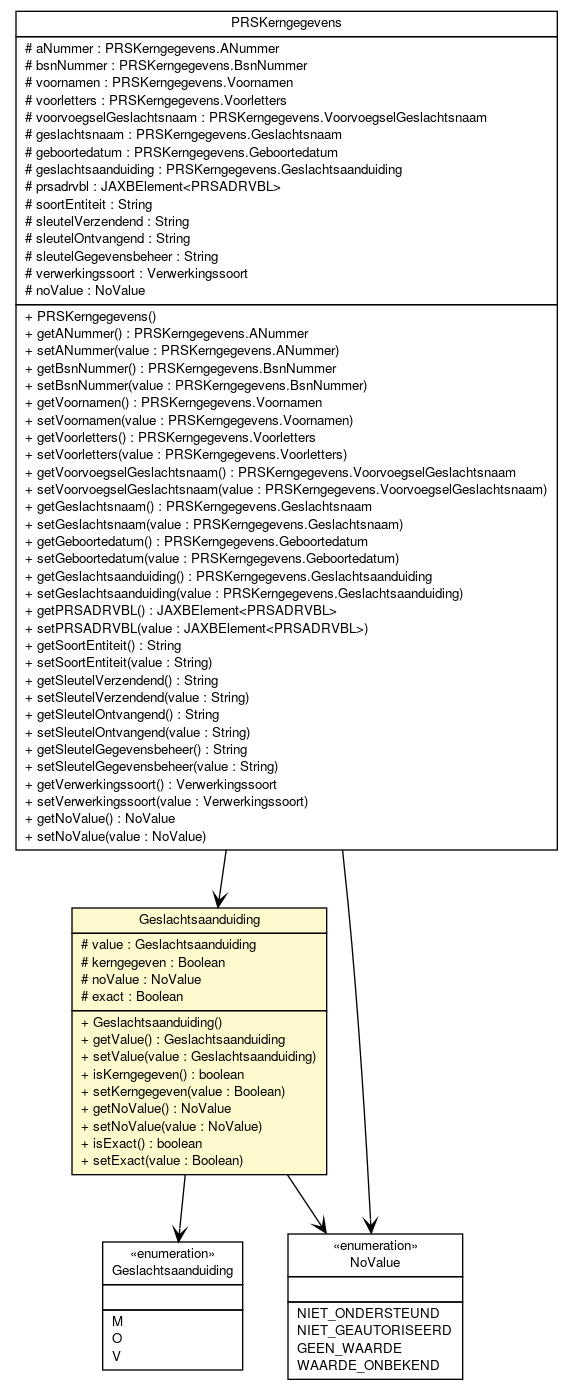 PRSKerngegevens
# aNummer : PRSKerngegevens.ANummer
# bsnNummer : PRSKerngegevens.BsnNummer
# voornamen : PRSKerngegevens.Voornamen
# voorletters : PRSKerngegevens.Voorletters
# voorvoegselGeslachtsnaam : PRSKerngegevens.VoorvoegselGeslachtsnaam
# geslachtsnaam : PRSKerngegevens.Geslachtsnaam
# geboortedatum : PRSKerngegevens.Geboortedatum
# geslachtsaanduiding : PRSKerngegevens.Geslachtsaanduiding
# prsadrvbl : JAXBElement<PRSADRVBL>
# soortEntiteit : String
# sleutelVerzendend : String
# sleutelOntvangend : String
# sleutelGegevensbeheer : String
# verwerkingssoort : Verwerkingssoort
# noValue : NoValue
+ PRSKerngegevens()
+ getANummer() : PRSKerngegevens.ANummer
+ setANummer(value : PRSKerngegevens.ANummer)
+ getBsnNummer() : PRSKerngegevens.BsnNummer
+ setBsnNummer(value : PRSKerngegevens.BsnNummer)
+ getVoornamen() : PRSKerngegevens.Voornamen
+ setVoornamen(value : PRSKerngegevens.Voornamen)
+ getVoorletters() : PRSKerngegevens.Voorletters
+ setVoorletters(value : PRSKerngegevens.Voorletters)
+ getVoorvoegselGeslachtsnaam() : PRSKerngegevens.VoorvoegselGeslachtsnaam
+ setVoorvoegselGeslachtsnaam(value : PRSKerngegevens.VoorvoegselGeslachtsnaam)
+ getGeslachtsnaam() : PRSKerngegevens.Geslachtsnaam
+ setGeslachtsnaam(value : PRSKerngegevens.Geslachtsnaam)
+ getGeboortedatum() : PRSKerngegevens.Geboortedatum
+ setGeboortedatum(value : PRSKerngegevens.Geboortedatum)
+ getGeslachtsaanduiding() : PRSKerngegevens.Geslachtsaanduiding
+ setGeslachtsaanduiding(value : PRSKerngegevens.Geslachtsaanduiding)
+ getPRSADRVBL() : JAXBElement<PRSADRVBL>
+ setPRSADRVBL(value : JAXBElement<PRSADRVBL>)
+ getSoortEntiteit() : String
+ setSoortEntiteit(value : String)
+ getSleutelVerzendend() : String
+ setSleutelVerzendend(value : String)
+ getSleutelOntvangend() : String
+ setSleutelOntvangend(value : String)
+ getSleutelGegevensbeheer() : String
+ setSleutelGegevensbeheer(value : String)
+ getVerwerkingssoort() : Verwerkingssoort
+ setVerwerkingssoort(value : Verwerkingssoort)
+ getNoValue() : NoValue
+ setNoValue(value : NoValue)
Geslachtsaanduiding
# value : Geslachtsaanduiding
# kerngegeven : Boolean
# noValue : NoValue
# exact : Boolean
+ Geslachtsaanduiding()
+ getValue() : Geslachtsaanduiding
+ setValue(value : Geslachtsaanduiding)
+ isKerngegeven() : boolean
+ setKerngegeven(value : Boolean)
+ getNoValue() : NoValue
+ setNoValue(value : NoValue)
+ isExact() : boolean
+ setExact(value : Boolean)
«enumeration»
Geslachtsaanduiding
M
O
V
«enumeration»
NoValue
NIET_ONDERSTEUND
NIET_GEAUTORISEERD
GEEN_WAARDE
WAARDE_ONBEKEND